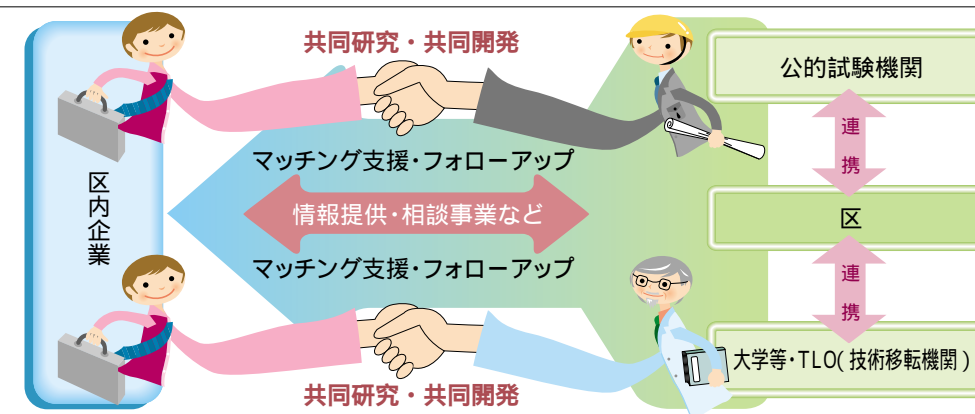 共同研究・共同開発
公的試験機関
連携
マッチング支援・フォローアップ
区内企業
情報提供・相談事業など
区
マッチング支援・フォローアップ
連携
大学等・TLO(技術移転機関)
共同研究・共同開発